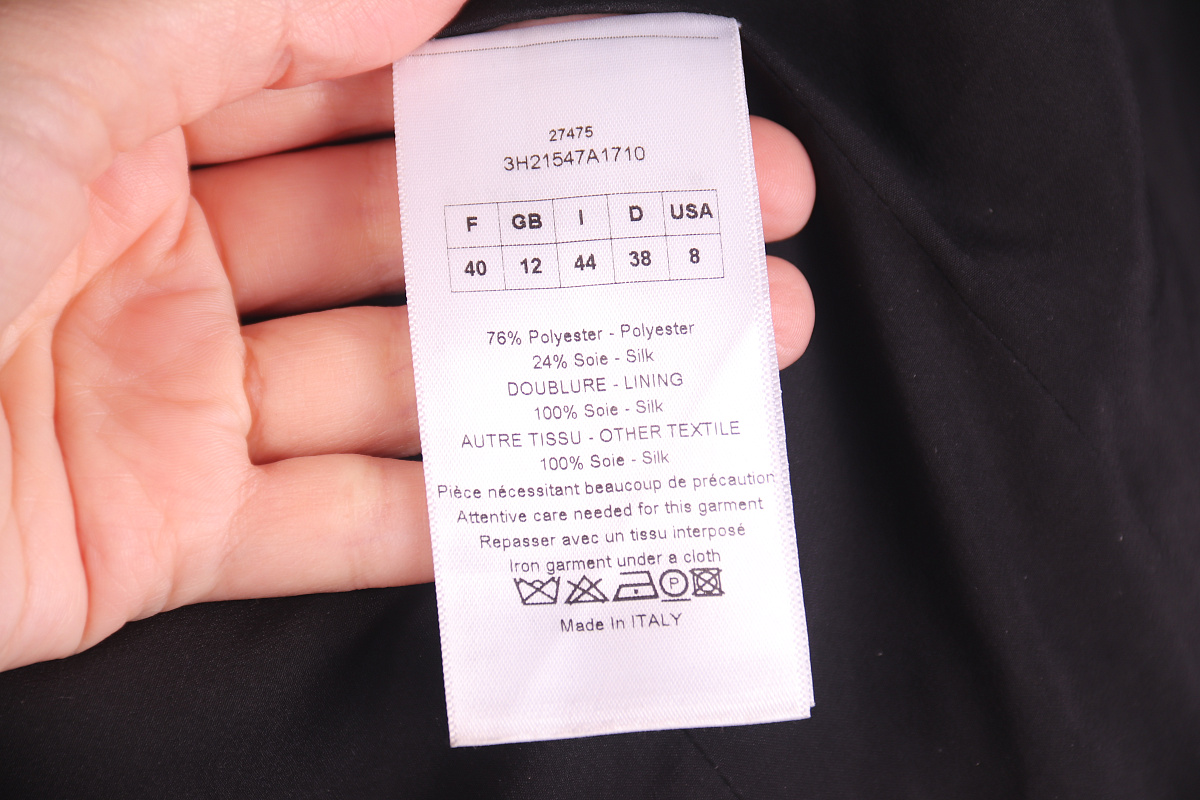 27475
3H21547A1710
F GB I D USA
40 12 44 38 8
76% Polyester - Polyester
24% Soie - Silk
DOUBLURE - LINING
100% Soie - Silk
AUTRE TISSU - OTHER TEXTILE
100% Soie - Silk
Pièce nécessitant beaucoup de précaution
Attentive care needed for this garment
Repasser avec un tissu interposé
Iron garment under a cloth
P
Made In ITALY